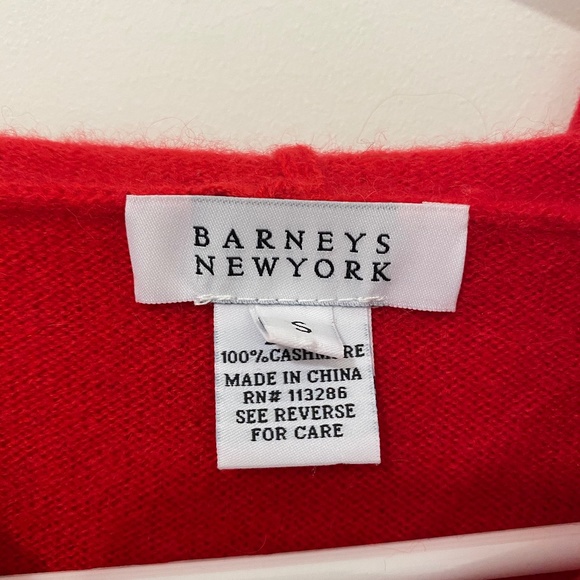 BARNEYS
NEWYORK
S
100%CASHMERE
MADE IN CHINA
RN# 113286
SEE REVERSE
FOR CARE